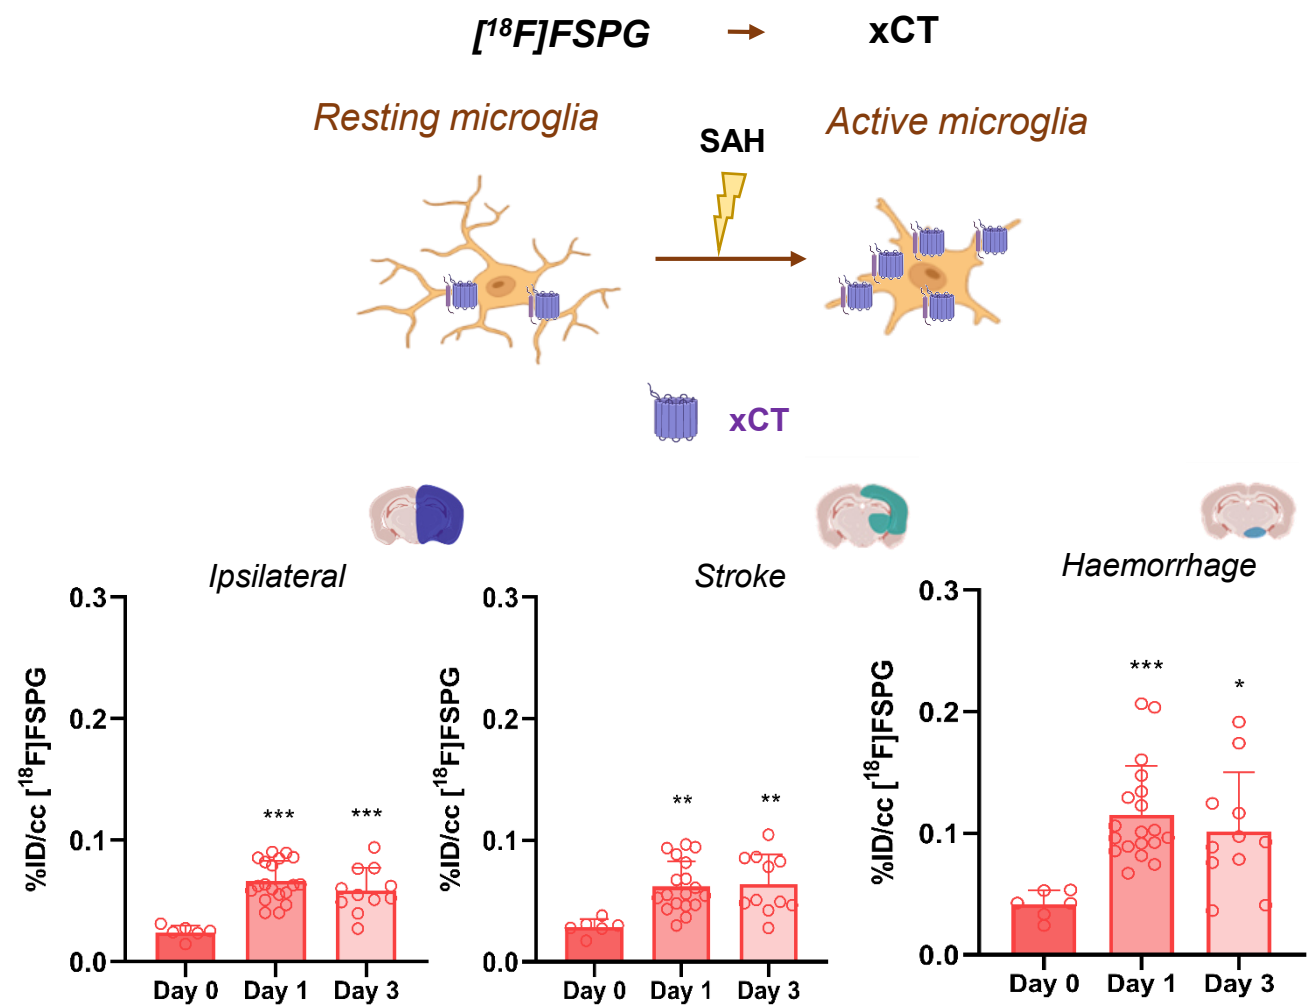 [¹⁸F]FSPG
xCT
Resting microglia
Active microglia
SAH
xCT
Ipsilateral
%ID/cc [¹⁸F]FSPG
0.3
0.2
0.1
0.0
***
***
Day 0
Day 1
Day 3
Stroke
%ID/cc [¹⁸F]FSPG
0.3
0.2
0.1
0.0
**
**
Day 0
Day 1
Day 3
Haemorrhage
%ID/cc [¹⁸F]FSPG
0.3
0.2
0.1
0.0
***
*
Day 0
Day 1
Day 3